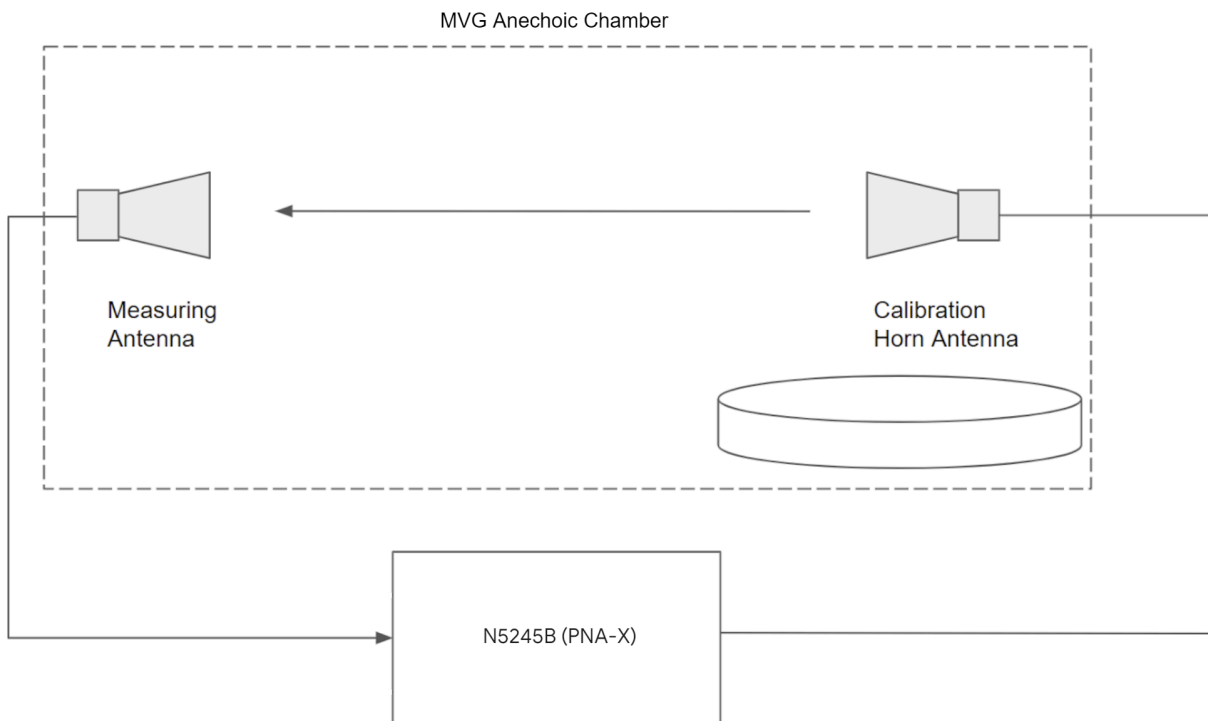 MVG Anechoic Chamber
Measuring
Antenna
Calibration
Horn Antenna
N5245B (PNA-X)